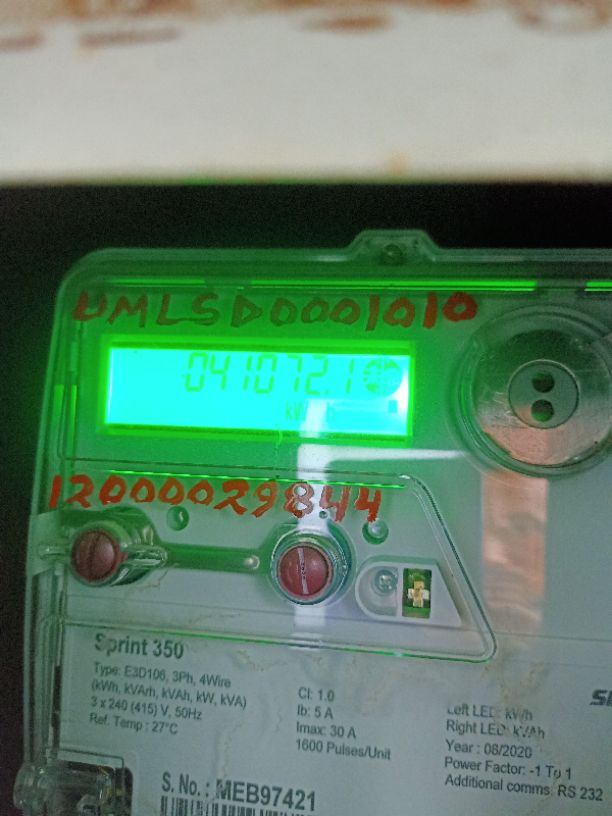 UMLSD0001010
041072.1
kW
12000029844
Sprint 350
Type: E3D106, 3Ph, 4Wire
(kWh, kVArh, kVAh, kW, kVA)
3 x 240 (415) V, 50Hz
Ref. Temp : 27°C
Cl: 1.0
Ib: 5 A
Imax: 30 A
1600 Pulses/Unit
Left LED: kWh
Right LED: kVAh
Year : 08/2020
Power Factor: -1 To 1
Additional comms: RS 232
S. No. : MEB97421